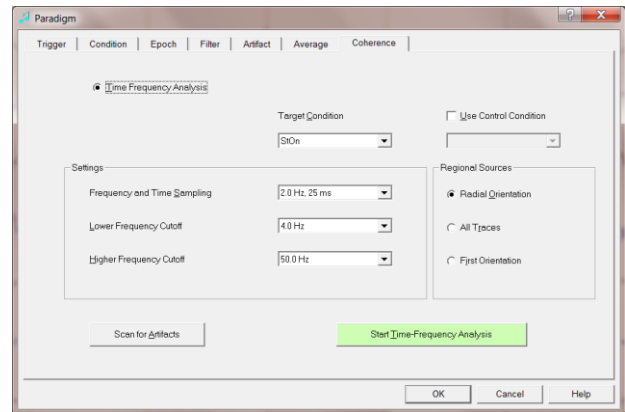 Paradigm
Trigger Condition Epoch Filter Artifact Average Coherence
Time Frequency Analysis
Target Condition Use Control Condition
StOn
Settings Regional Sources
Frequency and Time Sampling 2.0 Hz, 25 ms Radial Orientation
Lower Frequency Cutoff 4.0 Hz All Traces
Higher Frequency Cutoff 50.0 Hz First Orientation
Scan for Artifacts Start Time-Frequency Analysis
OK Cancel Help